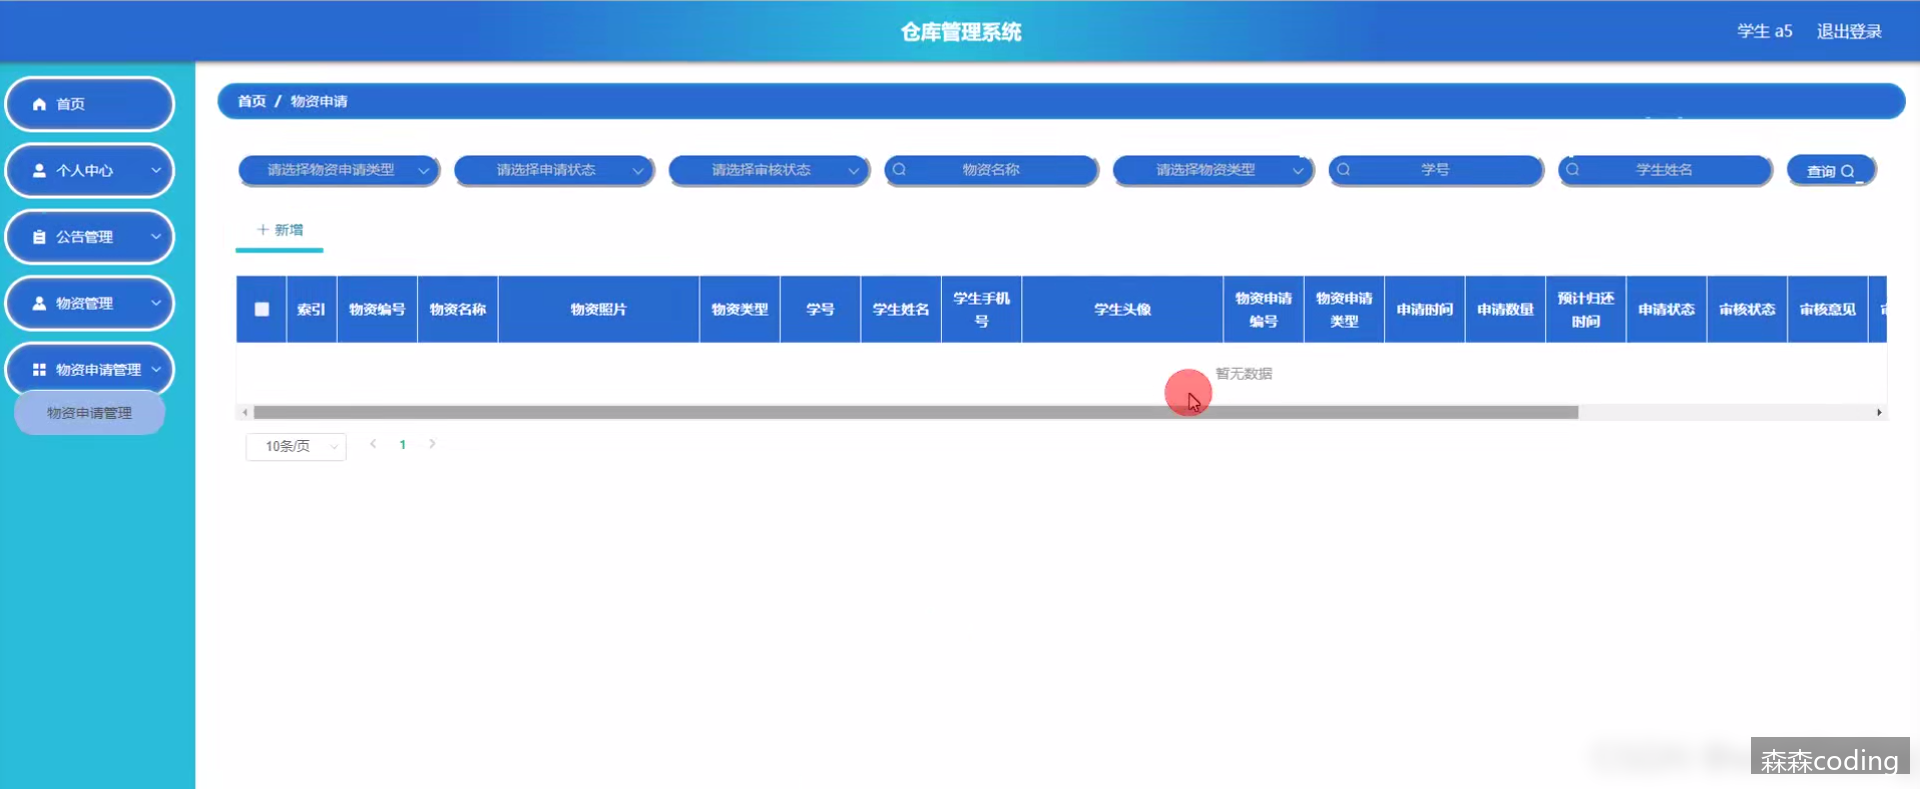 仓库管理系统
学生 a5 退出登录
首页
个人中心
公告管理
物资管理
物资申请管理
物资申请管理
首页 / 物资申请
请选择物资申请类型 请选择申请状态 请选择审核状态 物资名称 请选择物资类型 学号 学生姓名 查询
新增
索引 物资编号 物资名称 物资照片 物资类型 学号 学生姓名 学生手机号 学生头像 物资申请编号 物资申请类型 申请时间 申请数量 预计归还时间 申请状态 审核状态 审核意见
暂无数据
10条/页 1
森森coding